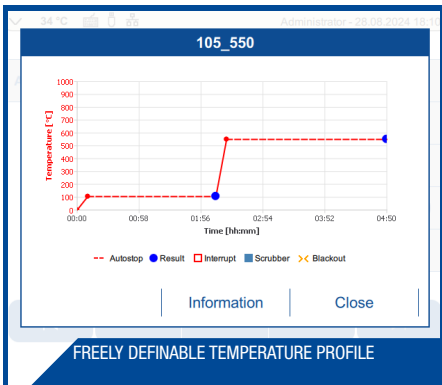 34 °C
Administrator - 28.08.2024 18:10
105_550
Temperature [°C]
1000
900
800
700
600
500
400
300
200
100
0
00:00 00:58 01:56 02:54 03:52 04:50
Time [hh:mm]
Autostop Result Interrupt Scrubber Blackout
Information Close
FREELY DEFINABLE TEMPERATURE PROFILE